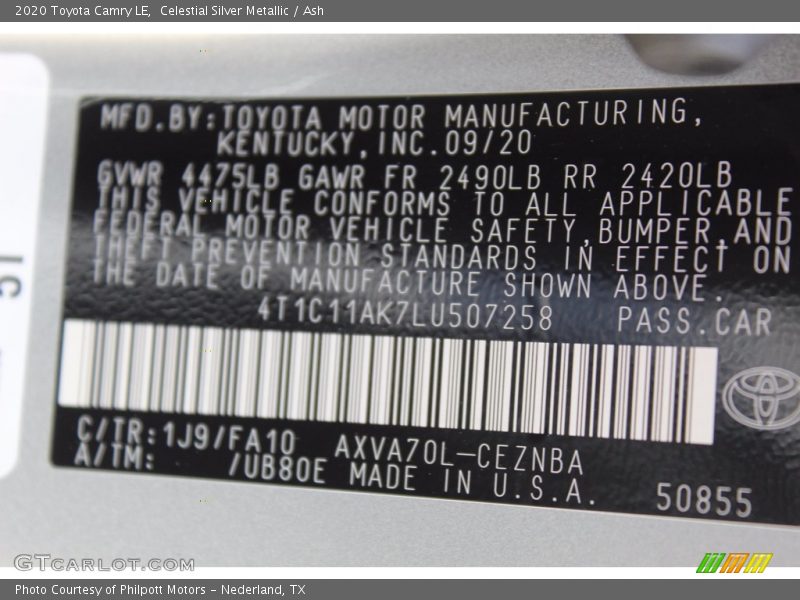 2020 Toyota Camry LE, Celestial Silver Metallic / Ash
MFD.BY:TOYOTA MOTOR MANUFACTURING,
KENTUCKY,INC.09/20
GVWR 4475LB GAWR FR 2490LB RR 2420LB
THIS VEHICLE CONFORMS TO ALL APPLICABLE
FEDERAL MOTOR VEHICLE SAFETY,BUMPER,AND
THEFT PREVENTION STANDARDS IN EFFECT ON
THE DATE OF MANUFACTURE SHOWN ABOVE.
4T1C11AK7LU507258 PASS.CAR
C/TR:1J9/FA10 AXVA70L-CEZNBA
A/TM: /UB80E MADE IN U.S.A. 50855
GTCARLOT.COM
Photo Courtesy of Philpott Motors - Nederland, TX